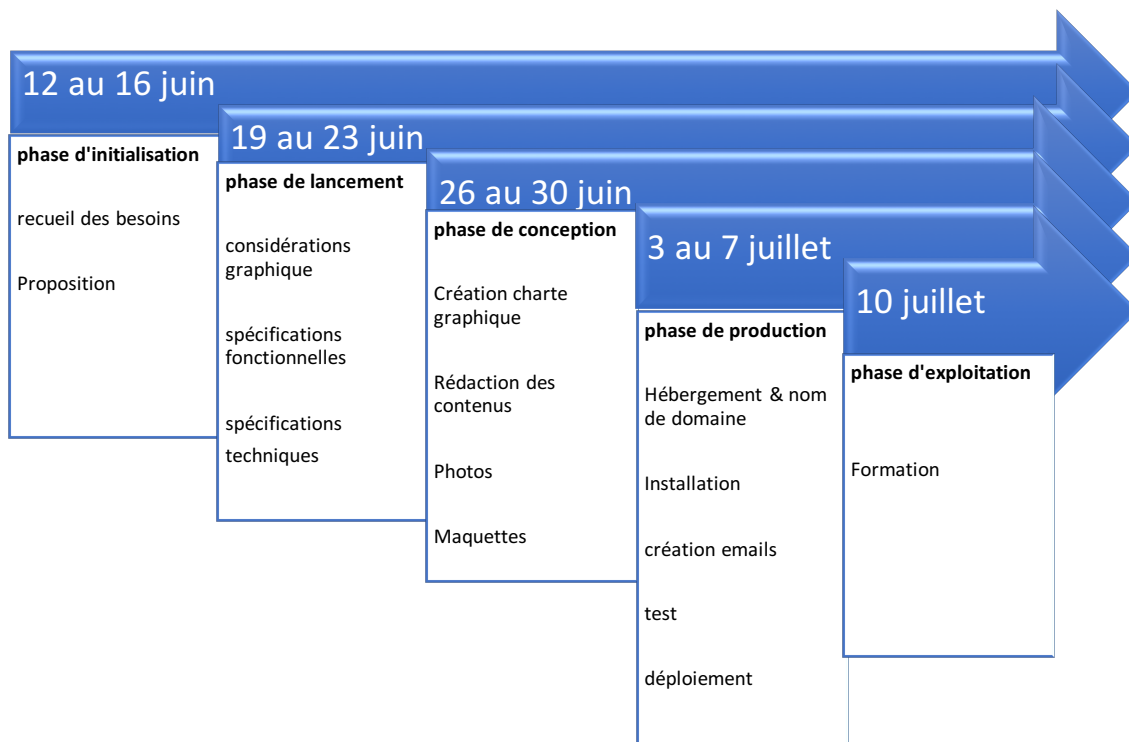 12 au 16 juin
phase d'initialisation
recueil des besoins
Proposition
19 au 23 juin
phase de lancement
considérations
graphique
spécifications
fonctionnelles
spécifications
techniques
26 au 30 juin
phase de conception
Création charte
graphique
Rédaction des
contenus
Photos
Maquettes
3 au 7 juillet
phase de production
Hébergement & nom
de domaine
Installation
création emails
test
déploiement
10 juillet
phase d'exploitation
Formation